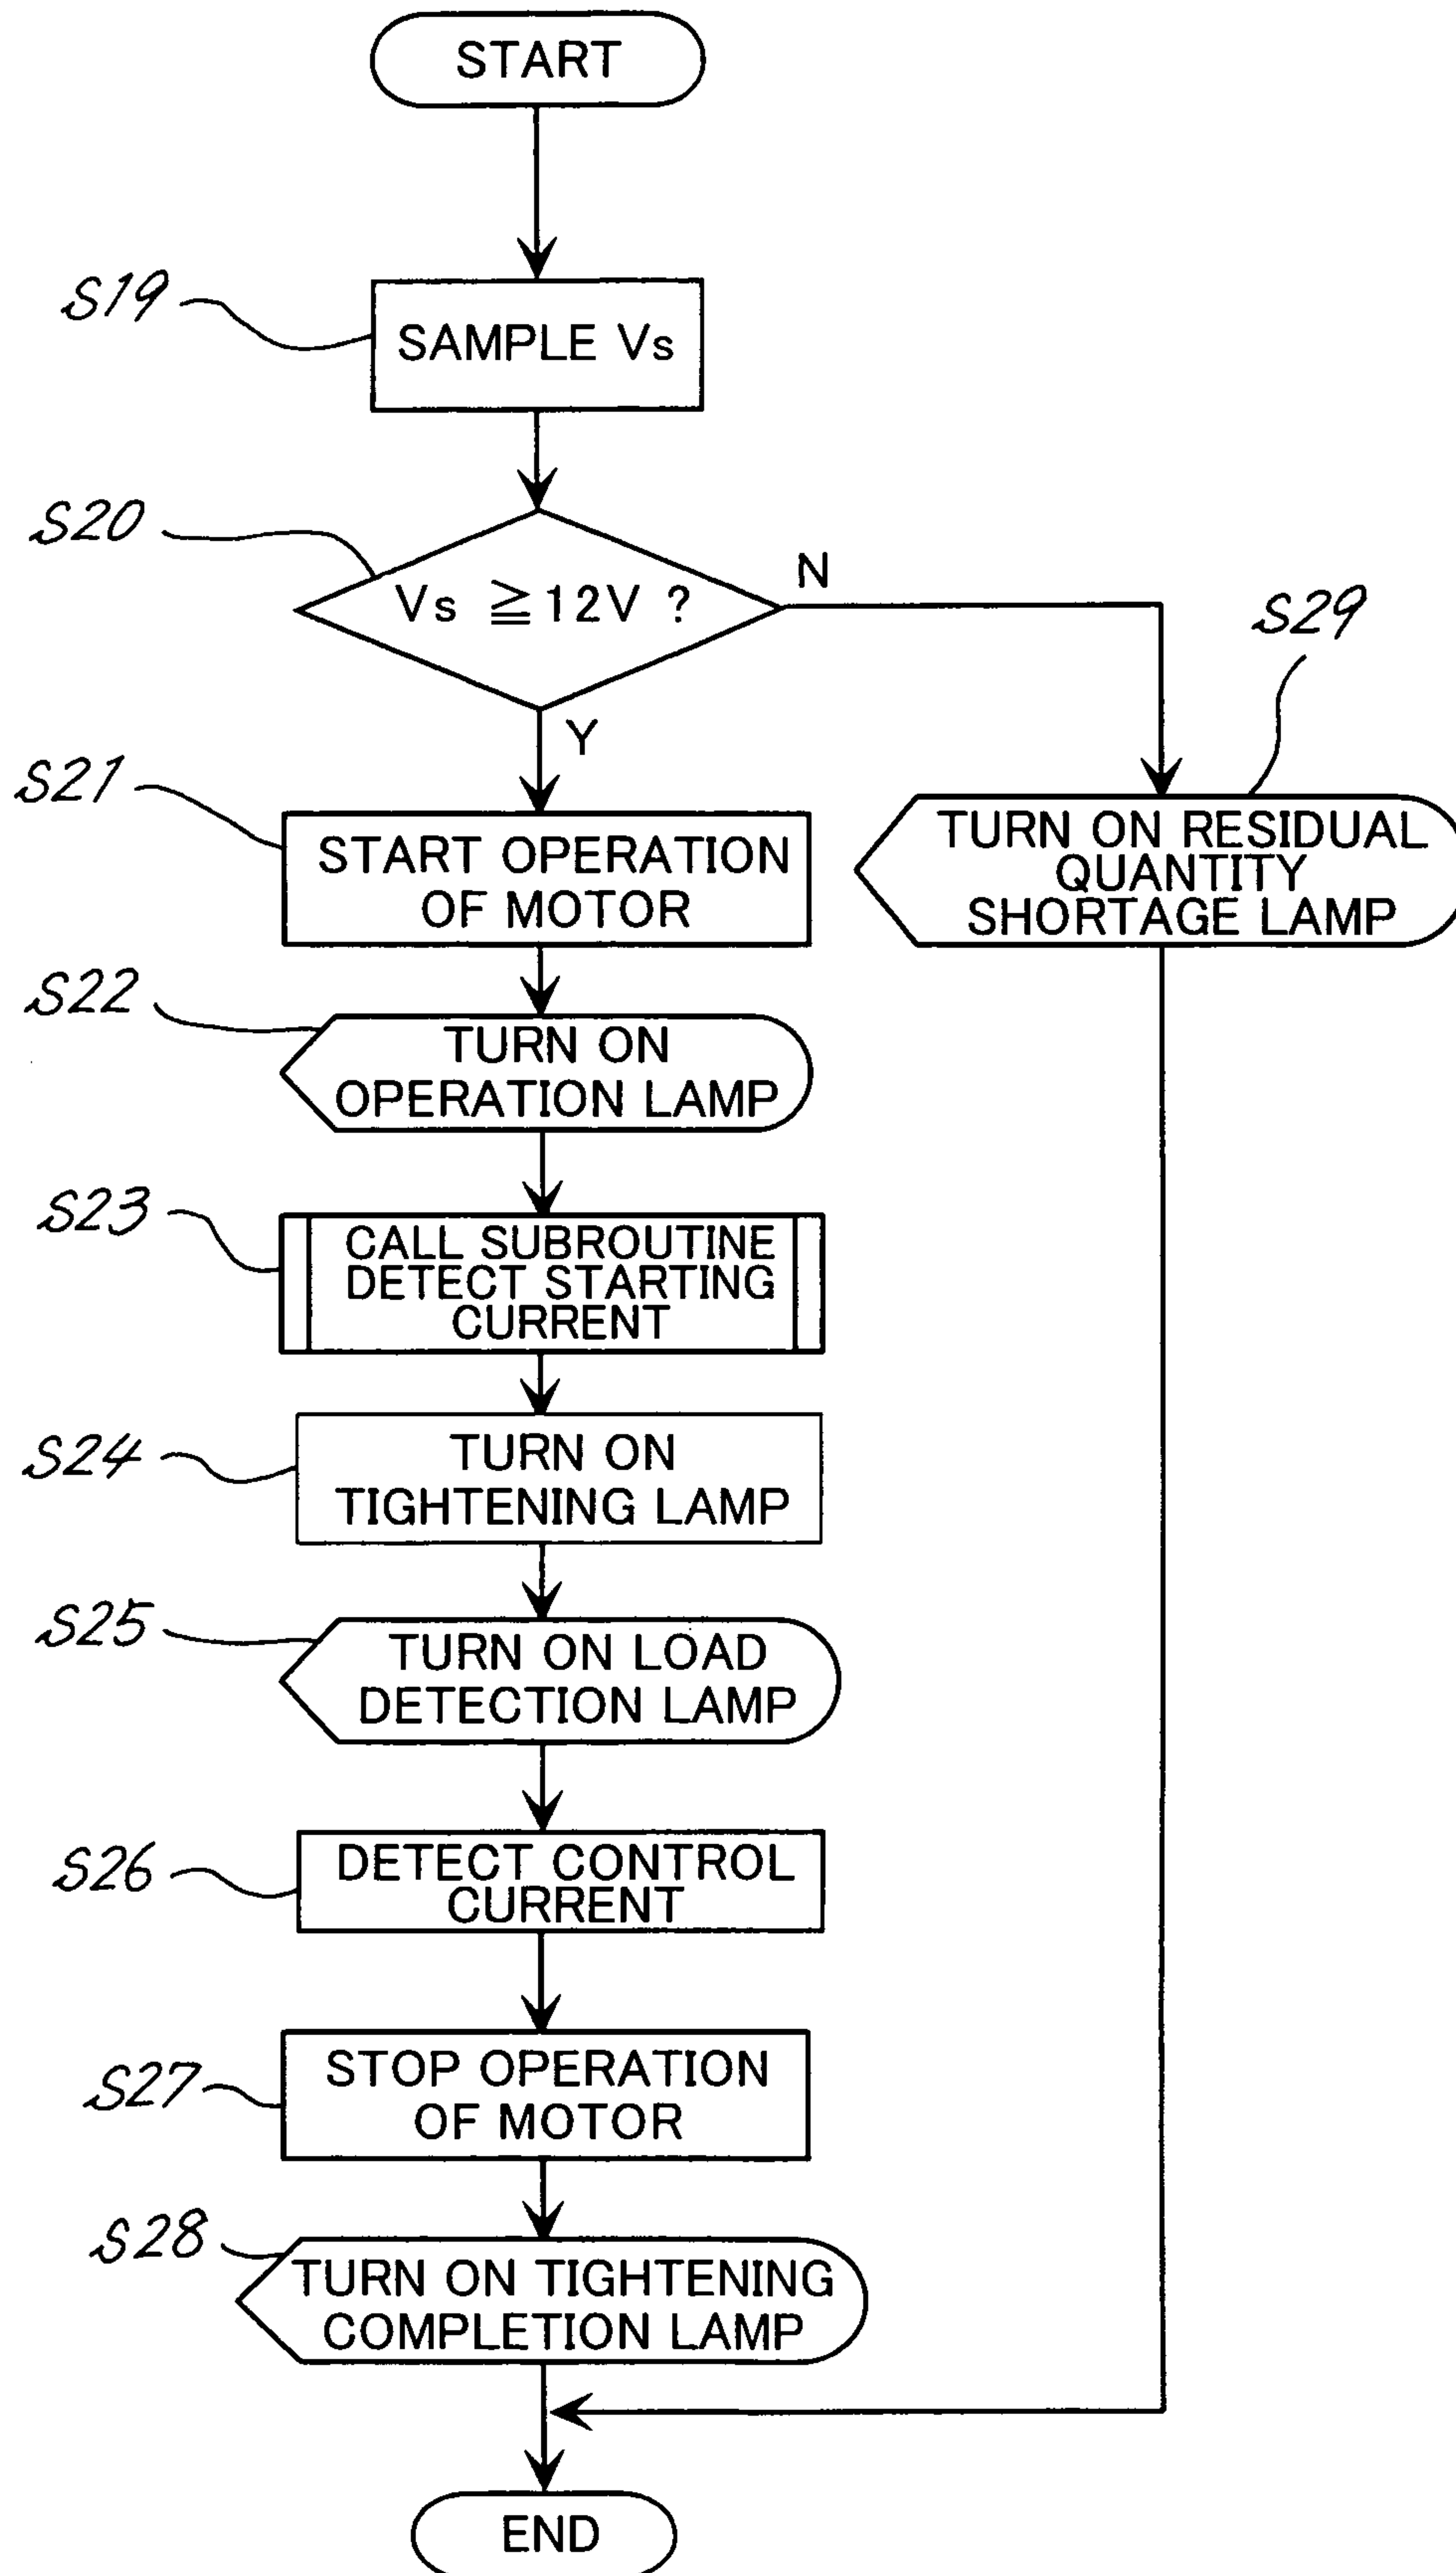 START
S19
SAMPLE Vs
S20
Vs ≧12V ?
N
S29
Y
S21
START OPERATION
OF MOTOR
TURN ON RESIDUAL
QUANTITY
SHORTAGE LAMP
S22
TURN ON
OPERATION LAMP
S23
CALL SUBROUTINE
DETECT STARTING
CURRENT
S24
TURN ON
TIGHTENING LAMP
S25
TURN ON LOAD
DETECTION LAMP
S26
DETECT CONTROL
CURRENT
S27
STOP OPERATION
OF MOTOR
S28
TURN ON TIGHTENING
COMPLETION LAMP
END